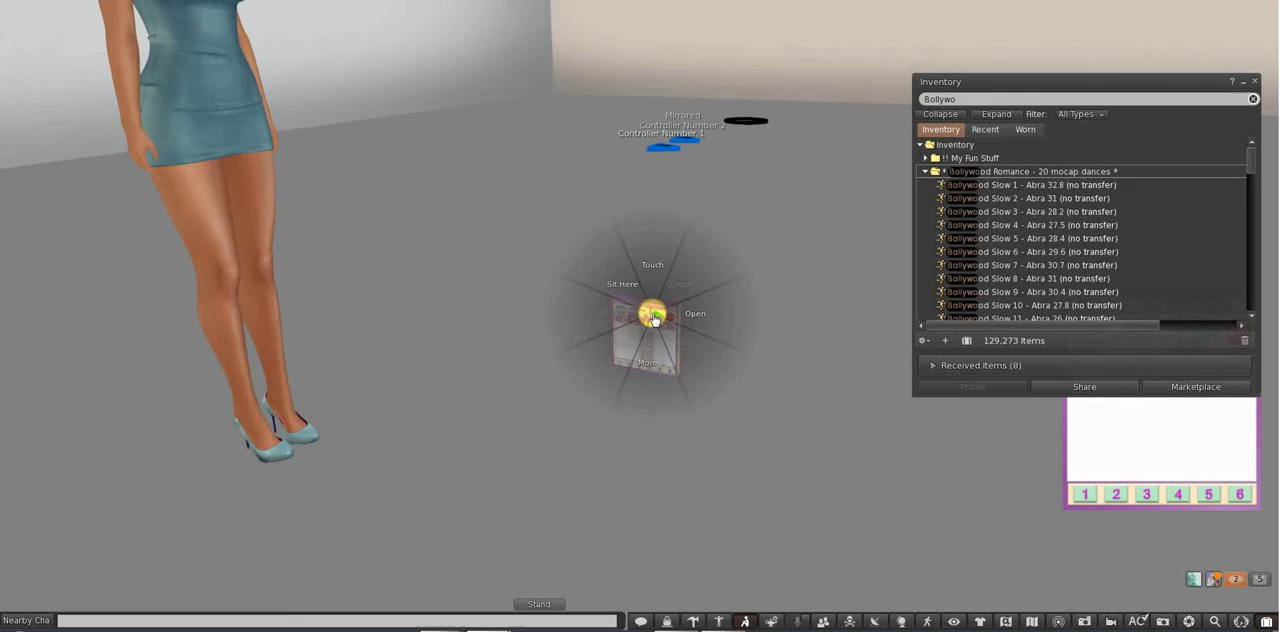 Inventory
? _ ×
Bollywo
Collapse Expand Filter: All Types
Inventory Recent Worn
Inventory
!! My Fun Stuff
* Bollywood Romance - 20 mocap dances *
Bollywood Slow 1 - Abra 32.8 (no transfer)
Bollywood Slow 2 - Abra 31 (no transfer)
Bollywood Slow 3 - Abra 28.2 (no transfer)
Bollywood Slow 4 - Abra 27.5 (no transfer)
Bollywood Slow 5 - Abra 28.4 (no transfer)
Bollywood Slow 6 - Abra 29.6 (no transfer)
Bollywood Slow 7 - Abra 30.7 (no transfer)
Bollywood Slow 8 - Abra 31 (no transfer)
Bollywood Slow 9 - Abra 30.4 (no transfer)
Bollywood Slow 10 - Abra 27.8 (no transfer)
Bollywood Slow 11 - Abra 26 (no transfer)
129,273 Items
Received items (8)
Profile Share Marketplace
Mirrored
Controller Number 2
Controller Number 1
Touch
Sit Here Create
Open
More >
1 2 3 4 5 6
2 5
Stand
Nearby Cha
AC